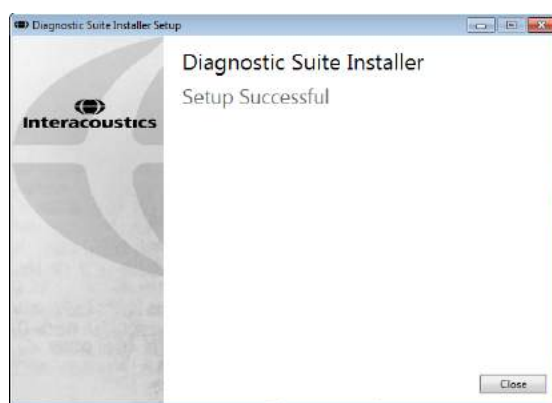 Diagnostic Suite Installer Setup
Diagnostic Suite Installer
Setup Successful
Interacoustics
Close